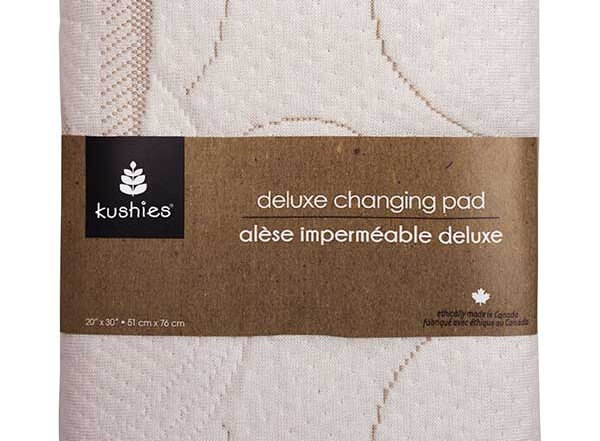 kushies®
deluxe changing pad
alèse imperméable deluxe
20" x 30" • 51 cm x 76 cm
ethically made in Canada
fabriqué avec éthique au Canada